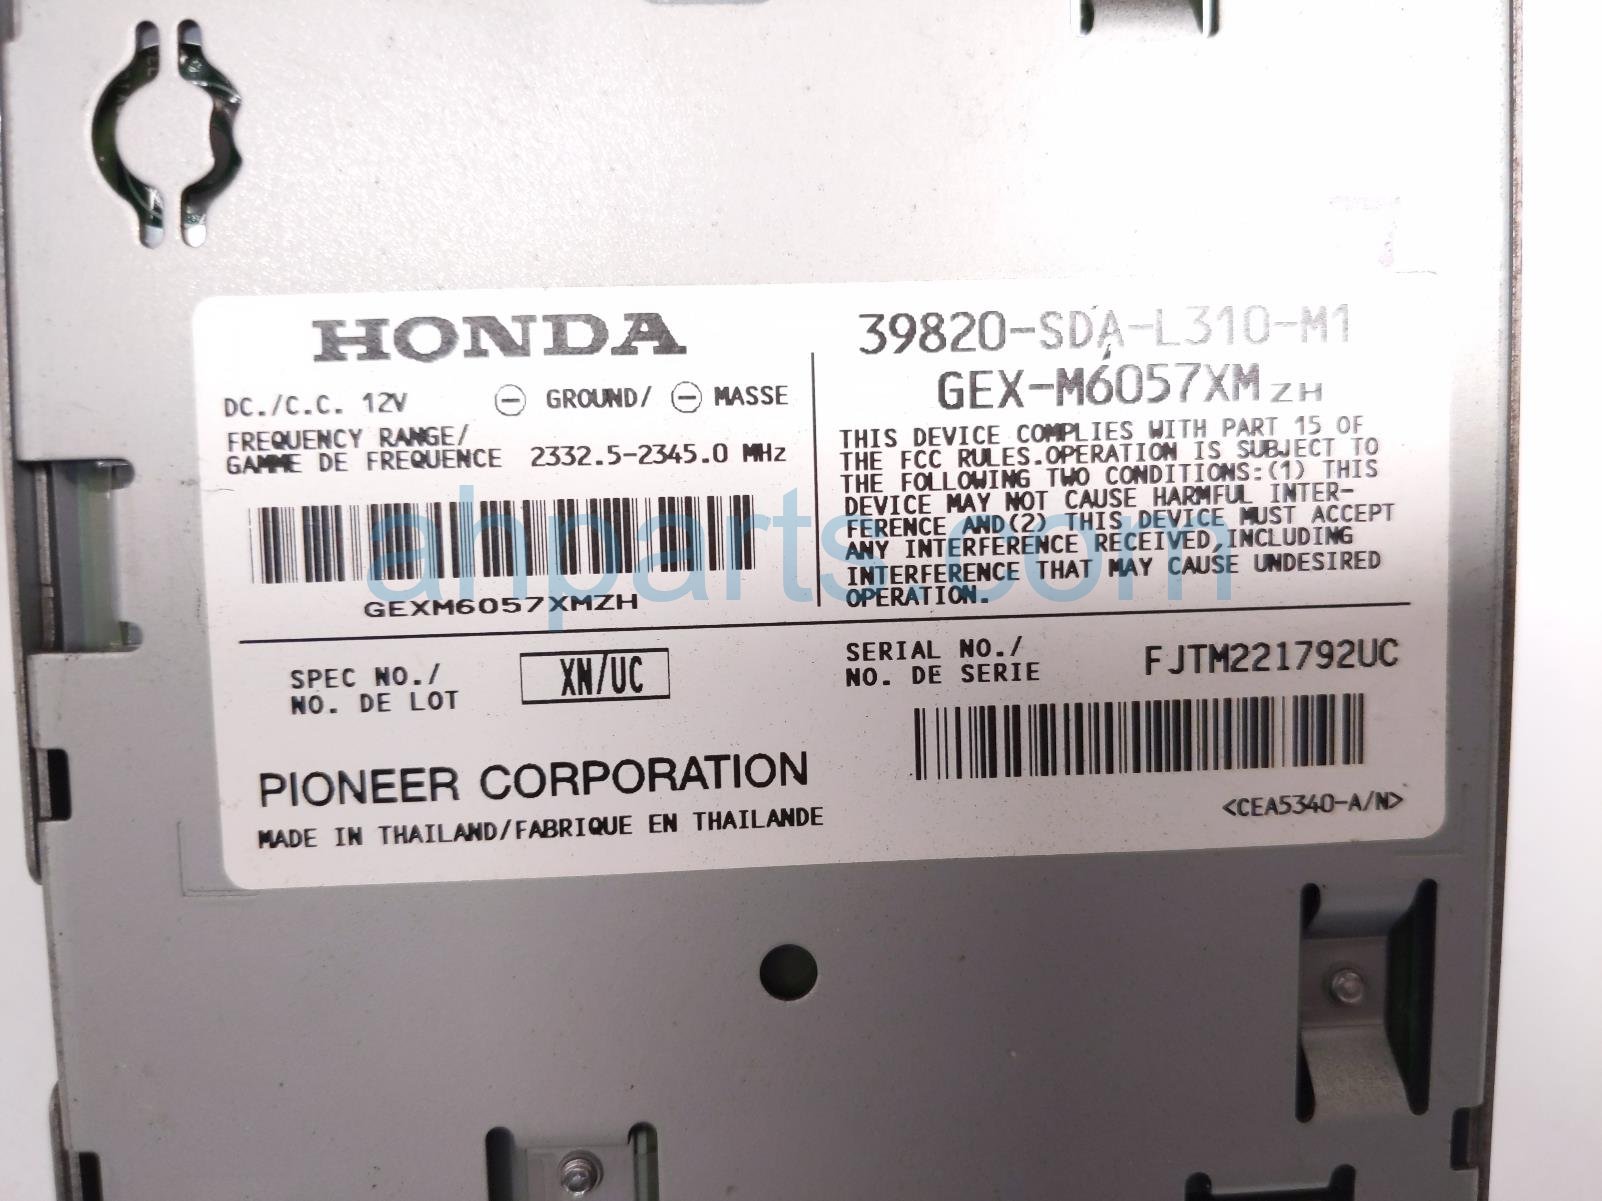 HONDA
DC./C.C. 12V ⊖ GROUND/ ⊖ MASSE
FREQUENCY RANGE/
GAMME DE FREQUENCE 2332.5-2345.0 MHz
GEXM6057XMZH
39820-SDA-L310-M1
GEX-M6057XM ZH
THIS DEVICE COMPLIES WITH PART 15 OF
THE FCC RULES.OPERATION IS SUBJECT TO
THE FOLLOWING TWO CONDITIONS:(1) THIS
DEVICE MAY NOT CAUSE HARMFUL INTER-
FERENCE AND(2) THIS DEVICE MUST ACCEPT
ANY INTERFERENCE RECEIVED,INCLUDING
INTERFERENCE THAT MAY CAUSE UNDESIRED
OPERATION.
ahparts.com
SPEC NO./
NO. DE LOT
XN/UC
SERIAL NO./
NO. DE SERIE
FJTM221792UC
PIONEER CORPORATION
MADE IN THAILAND/FABRIQUE EN THAILANDE
<CEA5340-A/N>